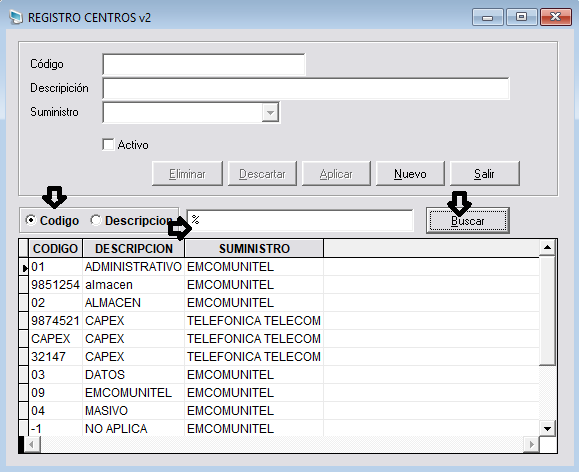 REGISTRO CENTROS v2
Código
Descripición
Suministro
Activo
Eliminar Descartar Aplicar Nuevo Salir
Codigo Descripcion % Buscar
CODIGO DESCRIPCION SUMINISTRO
01 ADMINISTRATIVO EMCOMUNITEL
9851254 almacen EMCOMUNITEL
02 ALMACEN EMCOMUNITEL
9874521 CAPEX TELEFONICA TELECOM
CAPEX CAPEX TELEFONICA TELECOM
32147 CAPEX TELEFONICA TELECOM
03 DATOS EMCOMUNITEL
09 EMCOMUNITEL EMCOMUNITEL
04 MASIVO EMCOMUNITEL
-1 NO APLICA EMCOMUNITEL